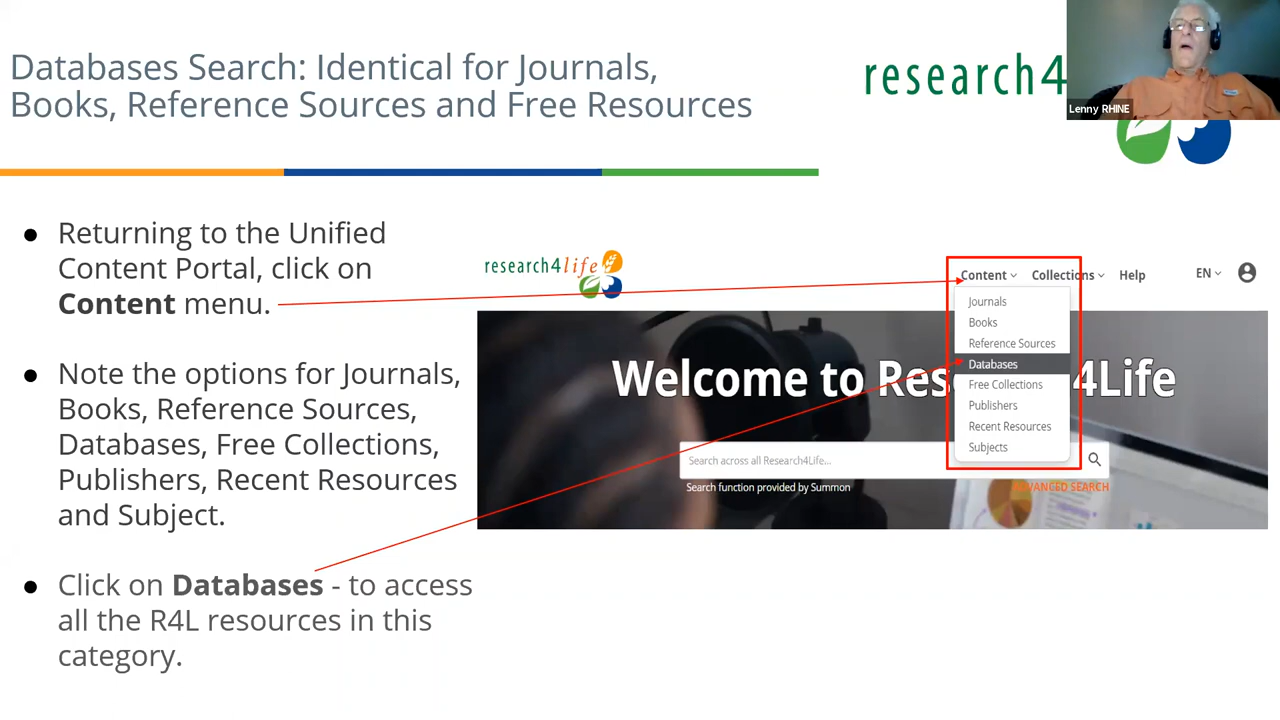 Databases Search: Identical for Journals,
Books, Reference Sources and Free Resources
research4
Lenny RHINE
● Returning to the Unified
Content Portal, click on
Content menu.
● Note the options for Journals,
Books, Reference Sources,
Databases, Free Collections,
Publishers, Recent Resources
and Subject.
● Click on Databases - to access
all the R4L resources in this
category.
research4life
Content Collections Help EN
Journals
Books
Reference Sources
Databases
Free Collections
Publishers
Recent Resources
Subjects
Welcome to Res 4Life
Search across all Research4Life...
Search function provided by Summon
ADVANCED SEARCH